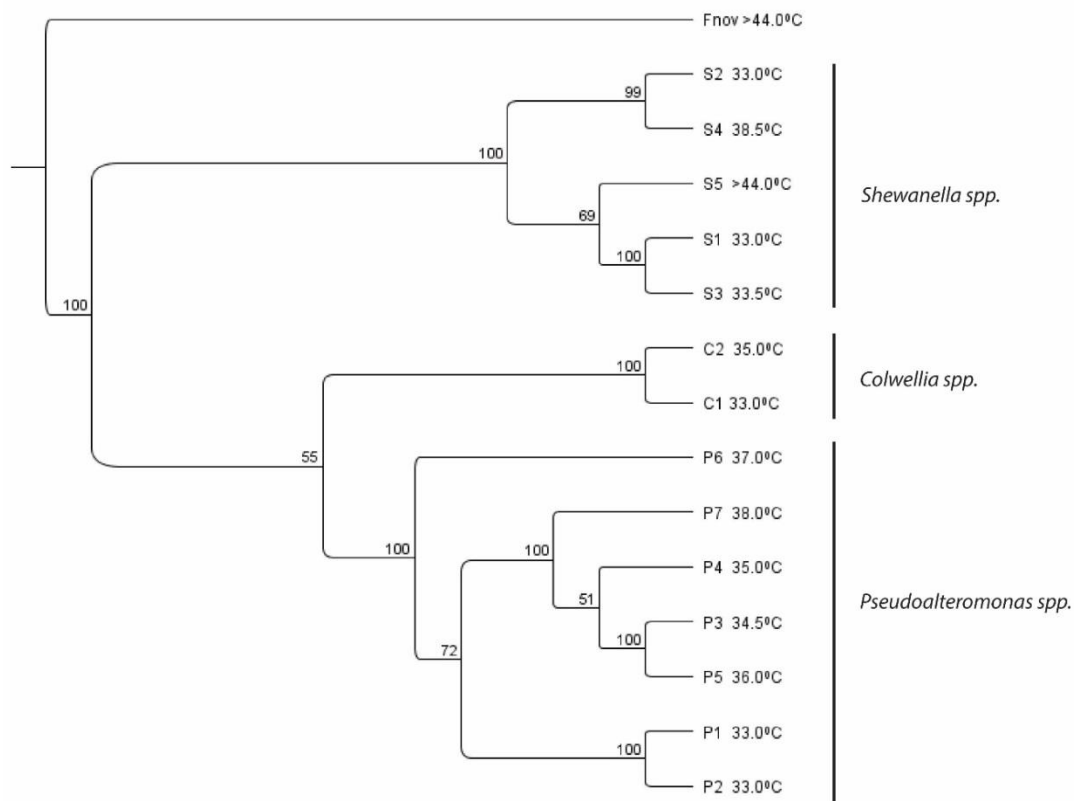 Fnov >44.0ºC
S2 33.0ºC
99
S4 38.5ºC
100
S5 >44.0ºC
Shewanella spp.
69
S1 33.0ºC
100
S3 33.5ºC
100
C2 35.0ºC
100
Colwellia spp.
C1 33.0ºC
55
P6 37.0ºC
P7 38.0ºC
100
100
P4 35.0ºC
51
Pseudoalteromonas spp.
P3 34.5ºC
100
72
P5 36.0ºC
P1 33.0ºC
100
P2 33.0ºC